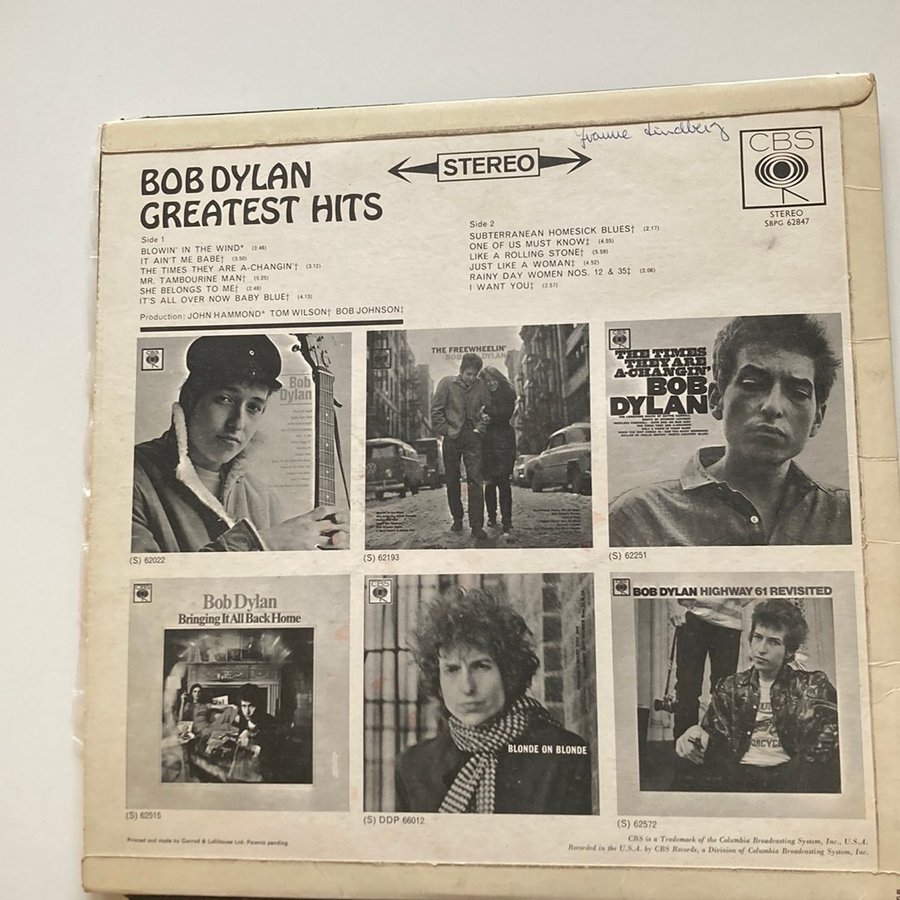 Yvonne Lindberg
BOB DYLAN
GREATEST HITS
STEREO
CBS
STEREO
SBPG 62847
Side 1
BLOWIN' IN THE WIND* (2.46)
IT AIN'T ME BABE† (3.50)
THE TIMES THEY ARE A-CHANGIN'† (3.12)
MR. TAMBOURINE MAN† (5.25)
SHE BELONGS TO ME† (2.48)
IT'S ALL OVER NOW BABY BLUE† (4.13)
Side 2
SUBTERRANEAN HOMESICK BLUES† (2.17)
ONE OF US MUST KNOW‡ (4.55)
LIKE A ROLLING STONE† (5.59)
JUST LIKE A WOMAN‡ (4.52)
RAINY DAY WOMEN NOS. 12 & 35‡ (2.06)
I WANT YOU‡ (2.57)
Production: JOHN HAMMOND* TOM WILSON† BOB JOHNSON‡
CBS
Bob
Dylan
(S) 62022
CBS
THE FREEWHEELIN'
BOB DYLAN
(S) 62193
CBS
THE TIMES
THEY ARE
A-CHANGIN'
BOB
DYLAN
(S) 62251
CBS
Bob Dylan
Bringing It All Back Home
(S) 62515
CBS
BLONDE ON BLONDE
(S) DDP 66012
CBS
BOB DYLAN HIGHWAY 61 REVISITED
(S) 62572
Printed and made by Garrod & Lofthouse Ltd. Patents pending
CBS is a Trademark of the Columbia Broadcasting System, Inc., U.S.A.
Recorded in the U.S.A. by CBS Records, a Division of Columbia Broadcasting System, Inc.